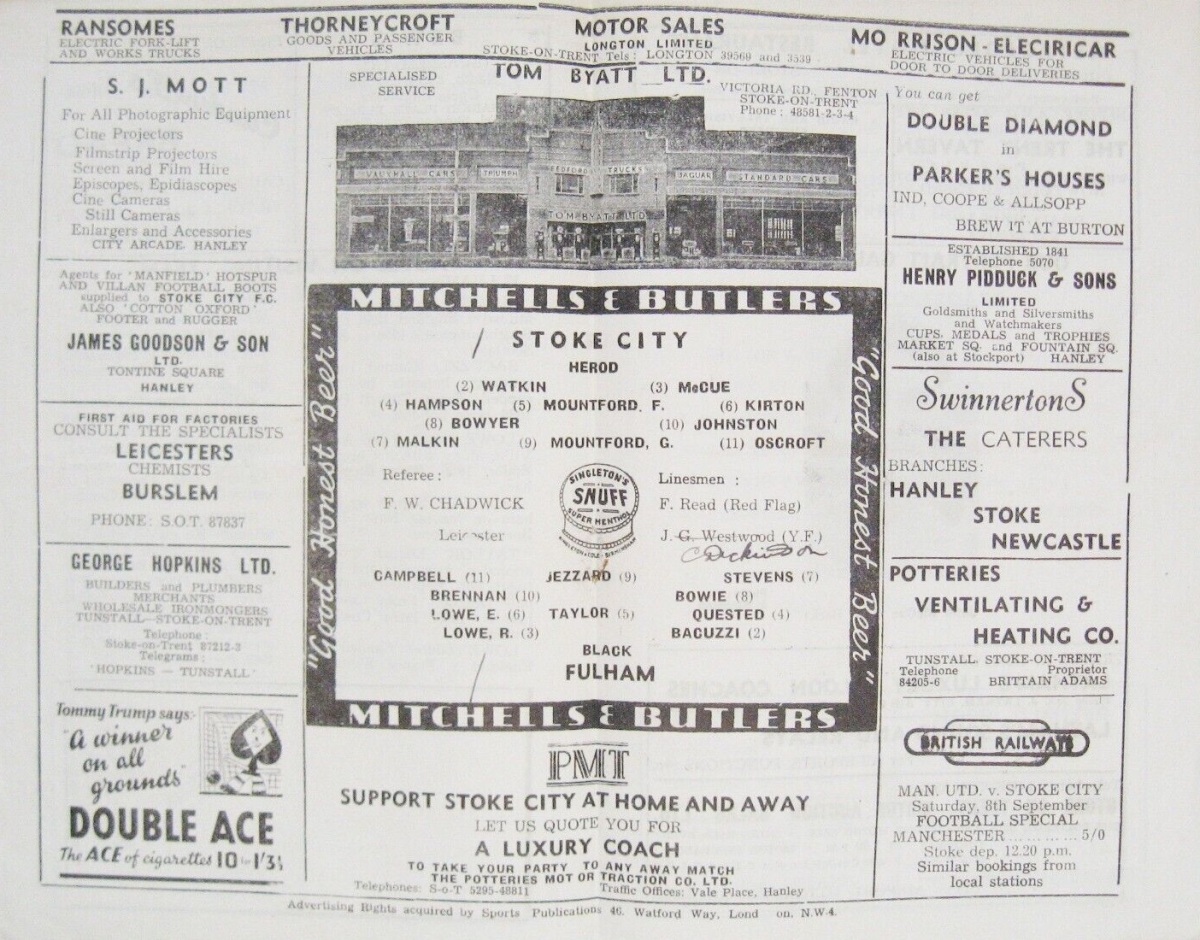 RANSOMES
ELECTRIC FORK-LIFT
AND WORKS TRUCKS
THORNEYCROFT
GOODS AND PASSENGER
VEHICLES
MOTOR SALES
LONGTON LIMITED
STOKE-ON-TRENT Tels: LONGTON 39560 and 3539
MO RRISON - ELECIRICAR
ELECTRIC VEHICLES FOR
DOOR TO DOOR DELIVERIES
S. J. MOTT
For All Photographic Equipment
Cine Projectors
Filmstrip Projectors
Screen and Film Hire
Episcopes, Epidiascopes
Cine Cameras
Still Cameras
Enlargers and Accessories
CITY ARCADE, HANLEY
Agents for 'MANFIELD' HOTSPUR
AND VILLAN FOOTBALL BOOTS
supplied to STOKE CITY F.C.
ALSO 'COTTON OXFORD'
FOOTER and RUGGER
JAMES GOODSON & SON
LTD.
TONTINE SQUARE
HANLEY
FIRST AID FOR FACTORIES
CONSULT THE SPECIALISTS
LEICESTERS
CHEMISTS
BURSLEM
PHONE: S.O.T. 87837
GEORGE HOPKINS LTD.
BUILDERS and PLUMBERS
MERCHANTS
WHOLESALE IRONMONGERS
TUNSTALL-STOKE-ON-TRENT
Telephone:
Stoke-on-Trent 87212-3
Telegrams:
'HOPKINS - TUNSTALL'
Tommy Trump says
"A winner
on all
grounds"
DOUBLE ACE
The ACE of cigarettes 10 for 1'3½
SPECIALISED
SERVICE
TOM BYATT LTD.
VICTORIA RD., FENTON
STOKE-ON-TRENT
Phone: 48581-2-3-4
VAUXHALL CARS
TRIUMPH
BEDFORD TRUCKS
JAGUAR
STANDARD CARS
TOM BYATT LTD
MITCHELLS & BUTLERS
"Good Honest Beer"
STOKE CITY
HEROD
(2) WATKIN (3) McCUE
(4) HAMPSON (5) MOUNTFORD, F. (6) KIRTON
(8) BOWYER (10) JOHNSTON
(7) MALKIN (9) MOUNTFORD, G. (11) OSCROFT
Referee:
F. W. CHADWICK
Leicester
SINGLETON'S
SNUFF
SUPER MENTHOL
SINGLETON & COLE · BIRMINGHAM
Linesmen :
F. Read (Red Flag)
J. G. Westwood (Y.F.)
CAMPBELL (11) JEZZARD (9) STEVENS (7)
BRENNAN (10) BOWIE (8)
LOWE, E. (6) TAYLOR (5) QUESTED (4)
LOWE, R. (3) BACUZZI (2)
BLACK
FULHAM
"Good Honest Beer"
MITCHELLS & BUTLERS
PMT
SUPPORT STOKE CITY AT HOME AND AWAY
LET US QUOTE YOU FOR
A LUXURY COACH
TO TAKE YOUR PARTY TO ANY AWAY MATCH
THE POTTERIES MOTOR TRACTION CO. LTD.
Telephones: S-o-T 5295-48811 Traffic Offices: Vale Place, Hanley
You can get
DOUBLE DIAMOND
in
PARKER'S HOUSES
IND, COOPE & ALLSOPP
BREW IT AT BURTON
ESTABLISHED 1841
Telephone 5070
HENRY PIDDUCK & SONS
LIMITED
Goldsmiths and Silversmiths
and Watchmakers
CUPS, MEDALS and TROPHIES
MARKET SQ. and FOUNTAIN SQ.
(also at Stockport) HANLEY
SwinnertonS
THE CATERERS
BRANCHES:
HANLEY
STOKE
NEWCASTLE
POTTERIES
VENTILATING &
HEATING CO.
TUNSTALL, STOKE-ON-TRENT
Telephone Proprietor
84205-6 BRITTAIN ADAMS
BRITISH RAILWAYS
MAN. UTD. v. STOKE CITY
Saturday, 8th September
FOOTBALL SPECIAL
MANCHESTER ... ... ... 5/0
Stoke dep. 12.20 p.m.
Similar bookings from
local stations
Advertising Rights acquired by Sports Publications 46, Watford Way, Lond on, N.W.4.